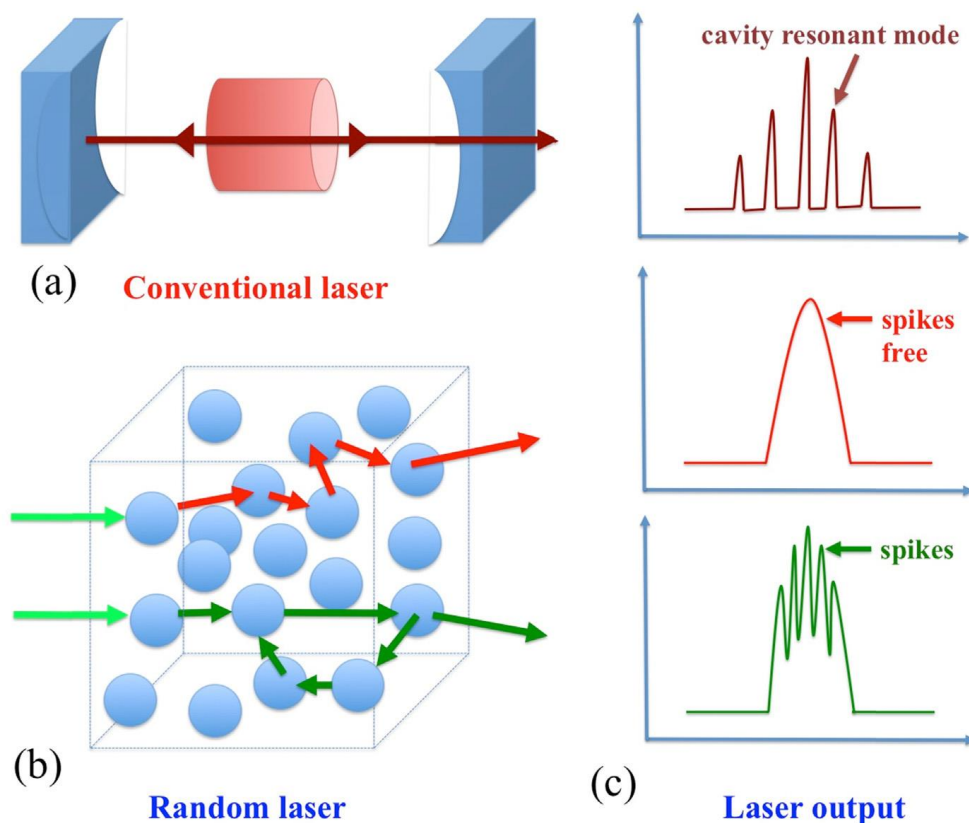 cavity resonant mode
(a)
Conventional laser
spikes
free
spikes
(b)
Random laser
(c)
Laser output